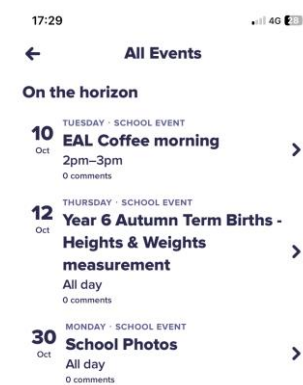 17:29
4G 28
All Events
On the horizon
TUESDAY · SCHOOL EVENT
10
Oct
EAL Coffee morning
2pm–3pm
0 comments
THURSDAY · SCHOOL EVENT
12
Oct
Year 6 Autumn Term Births -
Heights & Weights
measurement
All day
0 comments
MONDAY · SCHOOL EVENT
30
Oct
School Photos
All day
0 comments